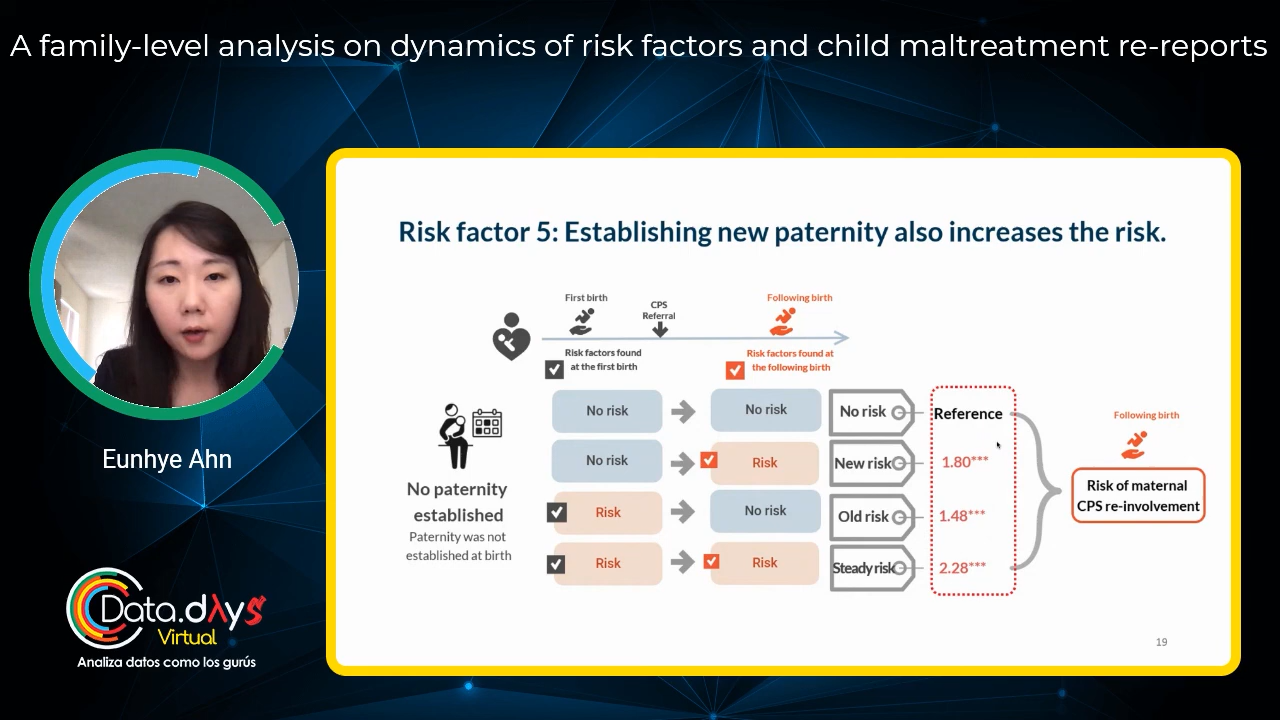 A family-level analysis on dynamics of risk factors and child maltreatment re-reports
Eunhye Ahn
Data.dλys
Virtual
Analiza datos como los gurús
Risk factor 5: Establishing new paternity also increases the risk.
First birth
CPS
Referral
Following birth
Risk factors found
at the first birth
Risk factors found at
the following birth
No paternity
established
Paternity was not
established at birth
No risk
No risk
No risk
Reference
No risk
Risk
New risk
1.80***
Risk
No risk
Old risk
1.48***
Risk
Risk
Steady risk
2.28***
Following birth
Risk of maternal
CPS re-involvement
19